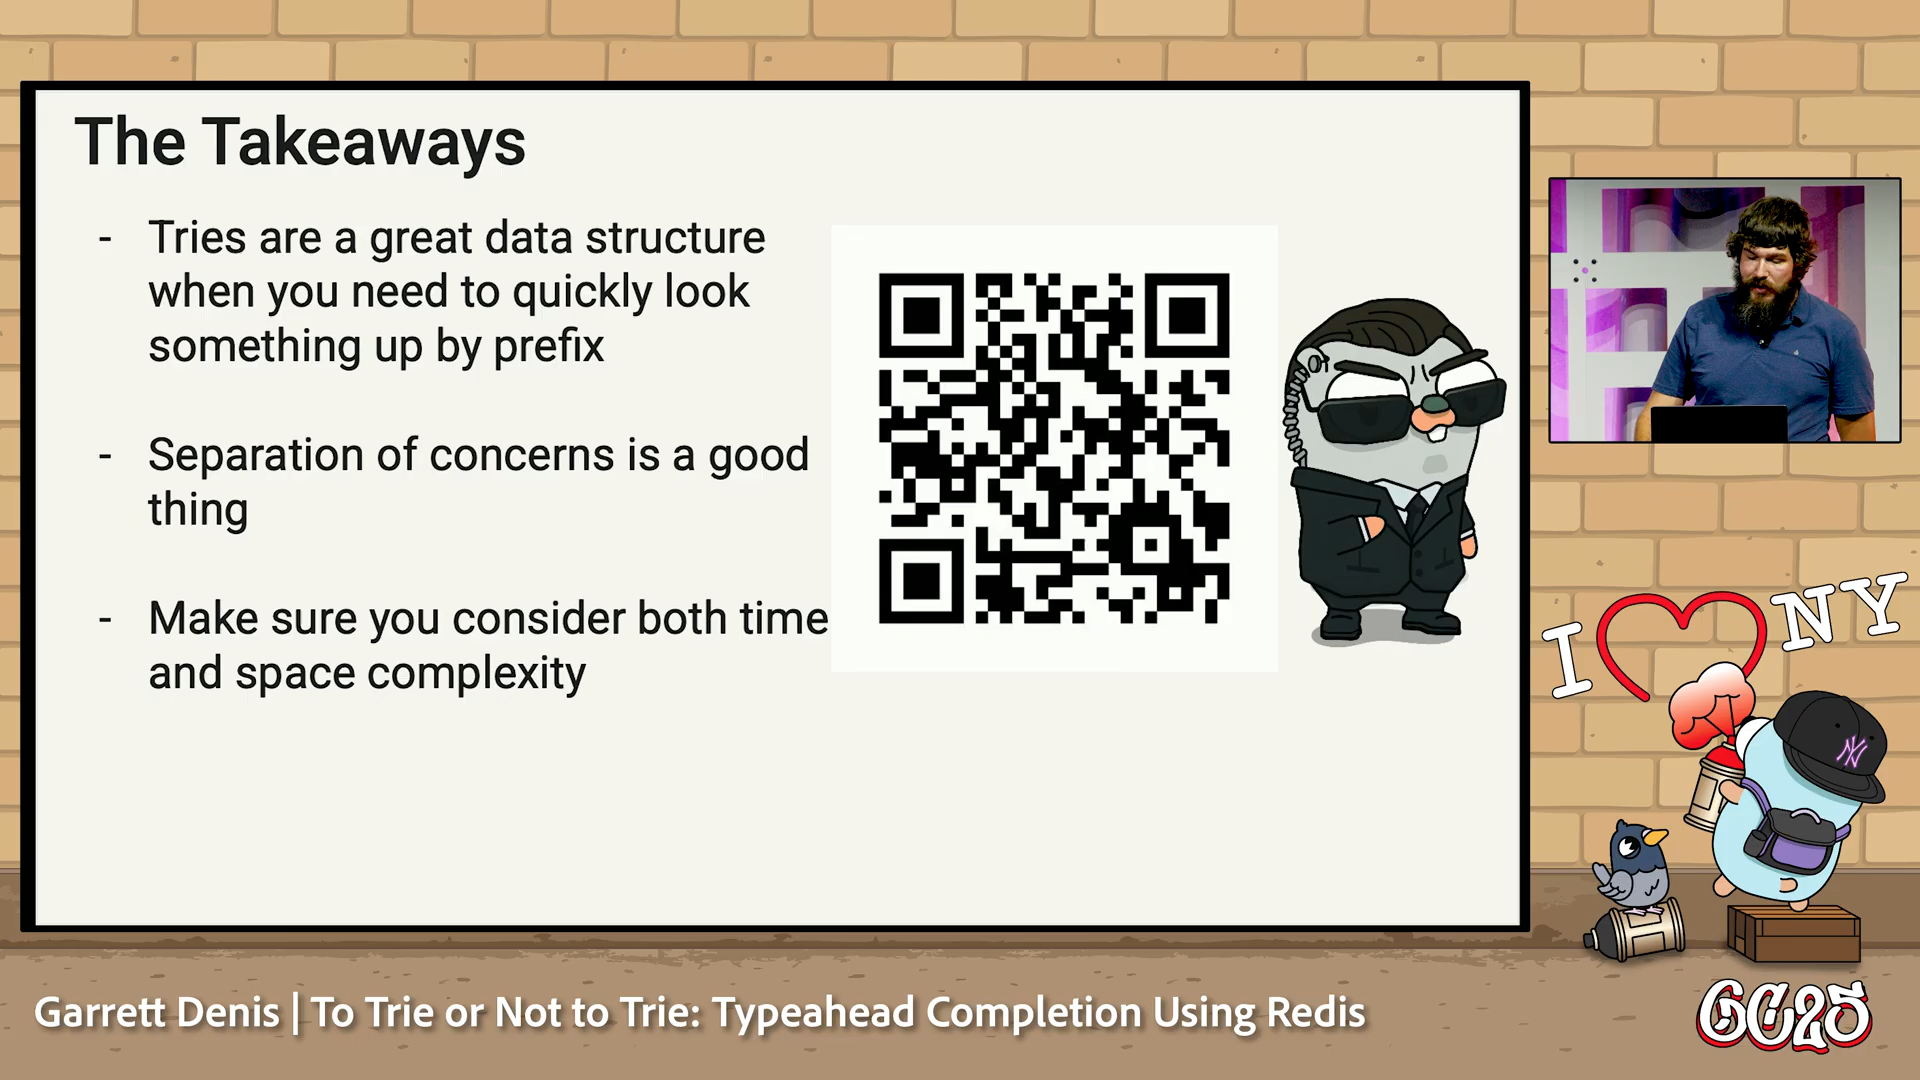 The Takeaways
- Tries are a great data structure
when you need to quickly look
something up by prefix
- Separation of concerns is a good
thing
- Make sure you consider both time
and space complexity
I NY
NY
Garrett Denis | To Trie or Not to Trie: Typeahead Completion Using Redis
GC25